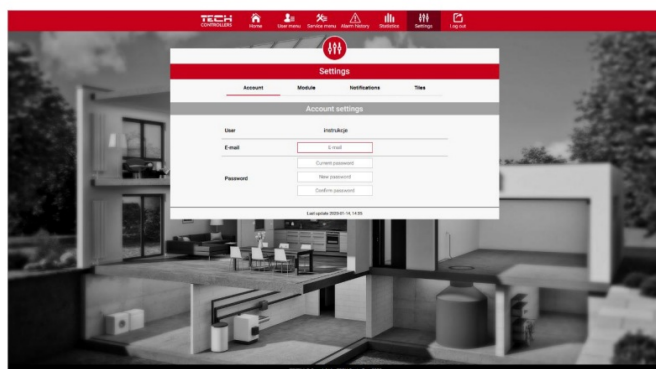 TECH
CONTROLLERS
Home
User menu
Service menu
Alarm history
Statistics
Settings
Log out
Settings
Account Module Notifications Tiles
Account settings
User Instrukcje
E-mail E-mail
Current password
Password New password
Confirm password